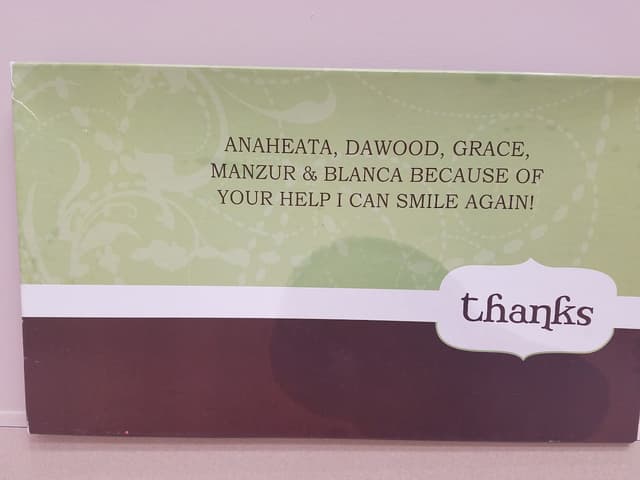 ANAHEATA, DAWOOD, GRACE,
MANZUR & BLANCA BECAUSE OF
YOUR HELP I CAN SMILE AGAIN!
thanks